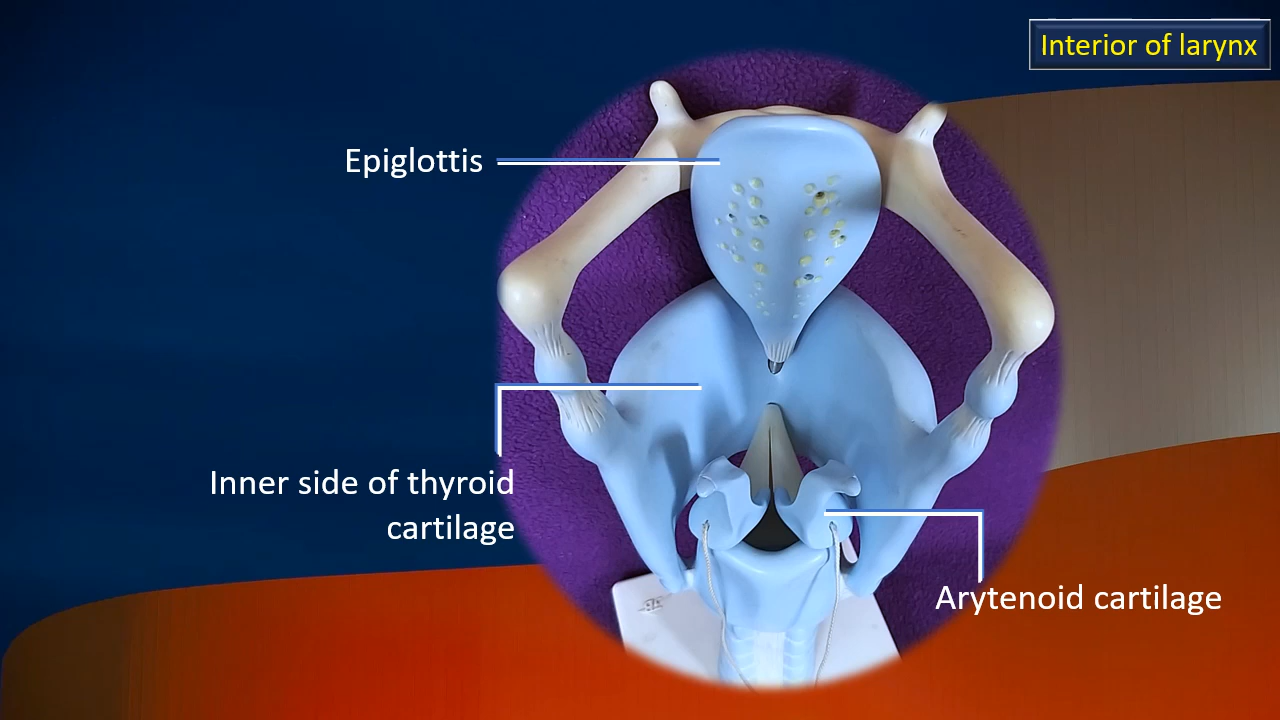 Interior of larynx
Epiglottis
Inner side of thyroid
cartilage
Arytenoid cartilage